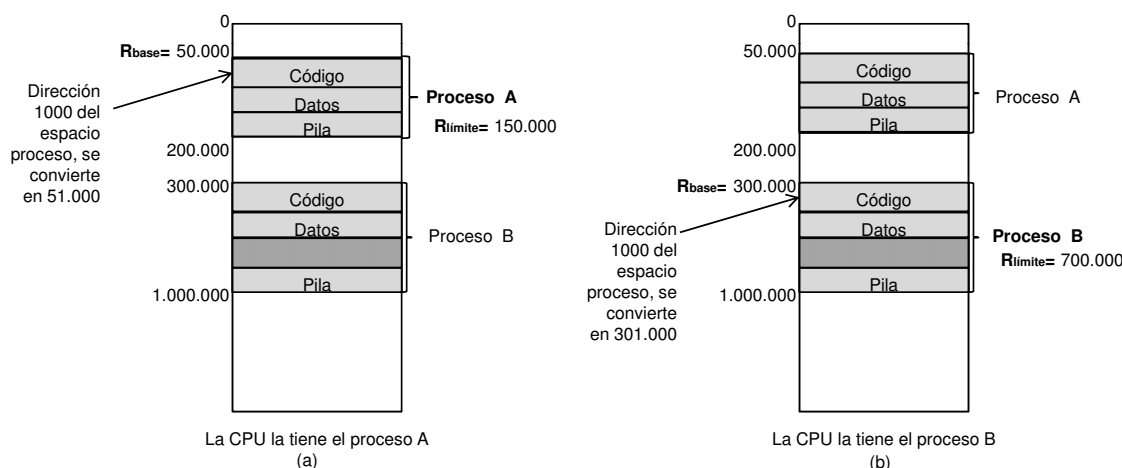 0
Rbase= 50.000
Código
Datos
Pila
Proceso A
Rlímite= 150.000
Dirección
1000 del
espacio
proceso, se
convierte
en 51.000
200.000
300.000
Código
Datos
Pila
Proceso B
1.000.000
La CPU la tiene el proceso A
(a)
0
50.000
Código
Datos
Pila
Proceso A
200.000
Rbase= 300.000
Código
Datos
Pila
Proceso B
Rlímite= 700.000
Dirección
1000 del
espacio
proceso, se
convierte
en 301.000
1.000.000
La CPU la tiene el proceso B
(b)